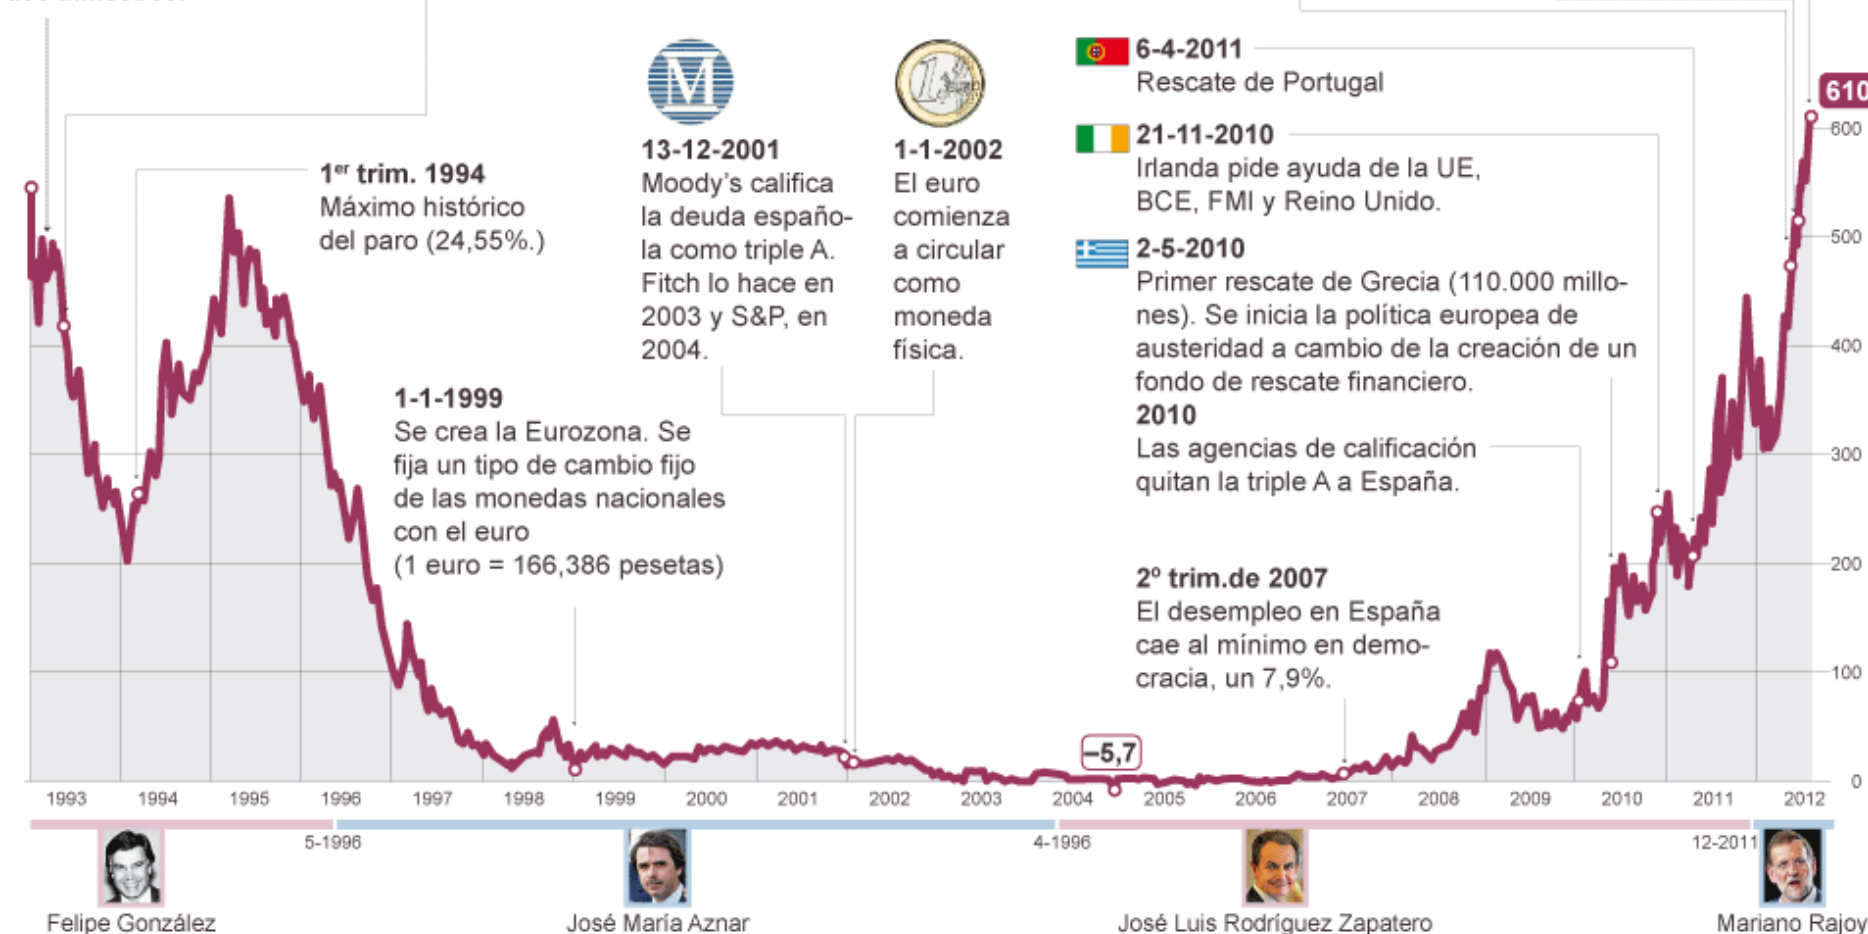 6-4-2011
Rescate de Portugal
610
21-11-2010
Irlanda pide ayuda de la UE,
BCE, FMI y Reino Unido.
2-5-2010
Primer rescate de Grecia (110.000 millo-
nes). Se inicia la política europea de
austeridad a cambio de la creación de un
fondo de rescate financiero.
2010
Las agencias de calificación
quitan la triple A a España.
M
13-12-2001
Moody's califica
la deuda españo-
la como triple A.
Fitch lo hace en
2003 y S&P, en
2004.
1
1-1-2002
El euro
comienza
a circular
como
moneda
física.
1er trim. 1994
Máximo histórico
del paro (24,55%.)
1-1-1999
Se crea la Eurozona. Se
fija un tipo de cambio fijo
de las monedas nacionales
con el euro
(1 euro = 166,386 pesetas)
2º trim.de 2007
El desempleo en España
cae al mínimo en demo-
cracia, un 7,9%.
–5,7
600
500
400
300
200
100
0
1993 1994 1995 1996 1997 1998 1999 2000 2001 2002 2003 2004 2005 2006 2007 2008 2009 2010 2011 2012
5-1996 4-1996 12-2011
Felipe González José María Aznar José Luis Rodríguez Zapatero Mariano Rajoy